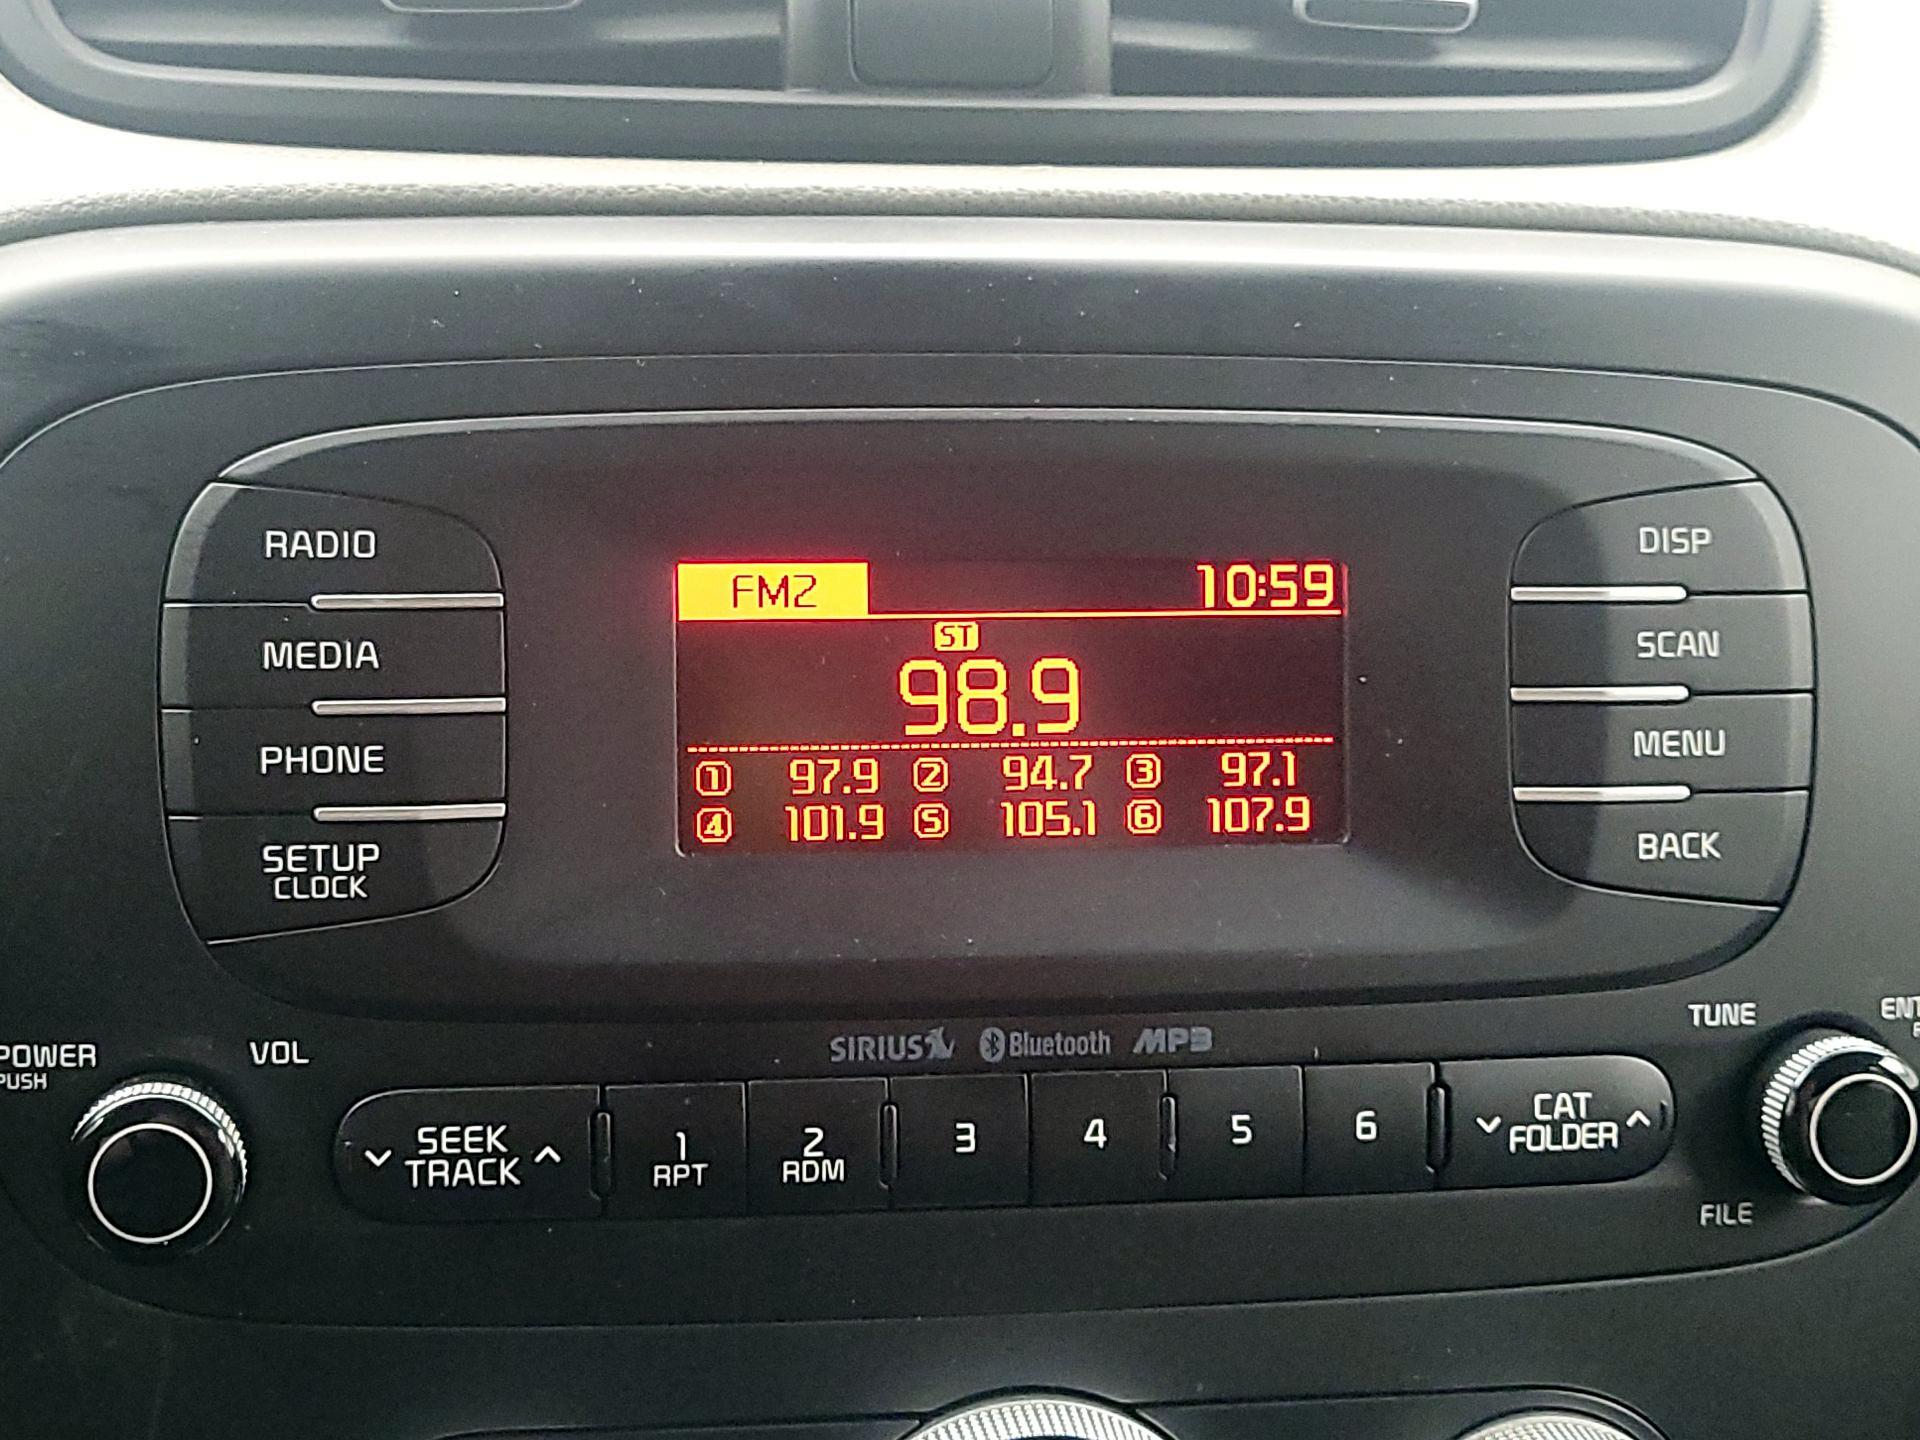 RADIO
MEDIA
PHONE
SETUP
CLOCK
FM2 10:59
ST
98.9
1 97.9 2 94.7 3 97.1
4 101.9 5 105.1 6 107.9
DISP
SCAN
MENU
BACK
POWER
PUSH
VOL
SIRIUS Bluetooth MP3
TUNE
SEEK
TRACK
1
RPT
2
RDM
3
4
5
6
CAT
FOLDER
FILE